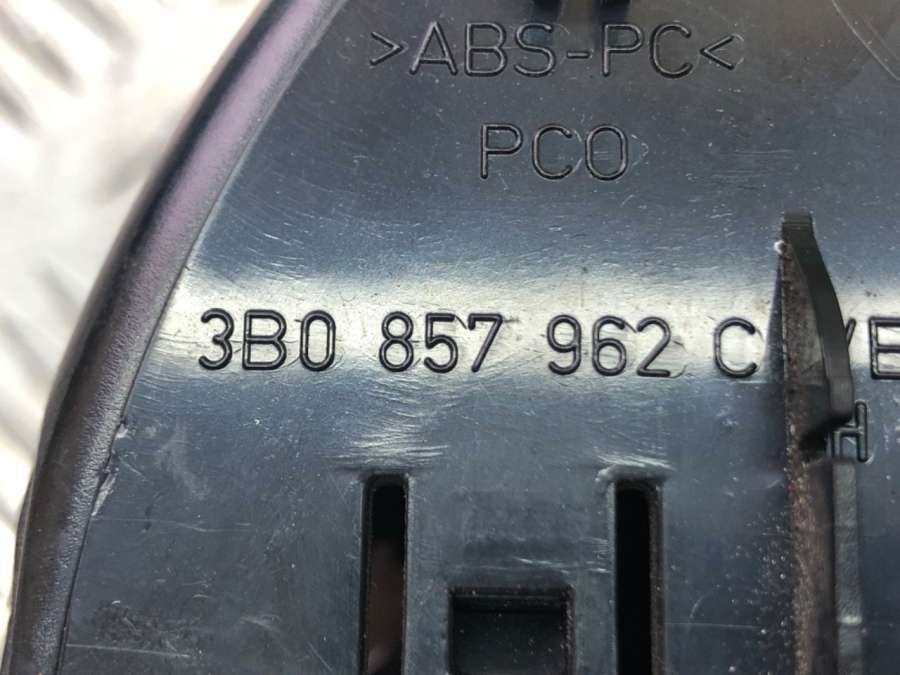 >ABS-PC<
PCO
3B0 857 962 C
H